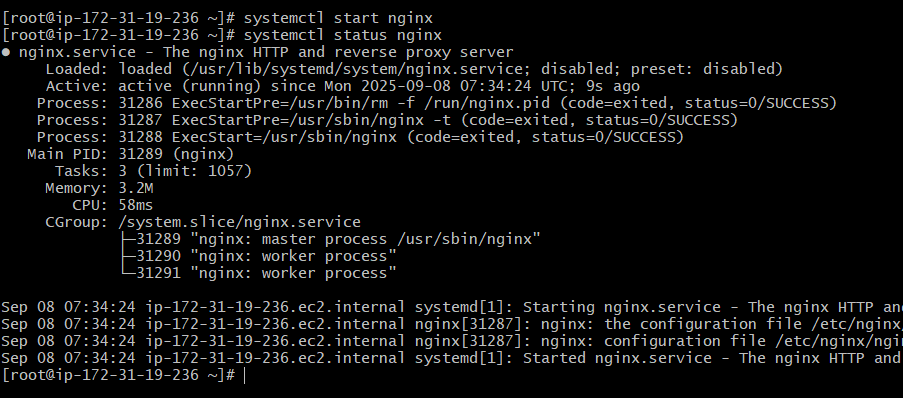 [root@ip-172-31-19-236 ~]# systemctl start nginx
[root@ip-172-31-19-236 ~]# systemctl status nginx
● nginx.service - The nginx HTTP and reverse proxy server
     Loaded: loaded (/usr/lib/systemd/system/nginx.service; disabled; preset: disabled)
     Active: active (running) since Mon 2025-09-08 07:34:24 UTC; 9s ago
    Process: 31286 ExecStartPre=/usr/bin/rm -f /run/nginx.pid (code=exited, status=0/SUCCESS)
    Process: 31287 ExecStartPre=/usr/sbin/nginx -t (code=exited, status=0/SUCCESS)
    Process: 31288 ExecStart=/usr/sbin/nginx (code=exited, status=0/SUCCESS)
   Main PID: 31289 (nginx)
      Tasks: 3 (limit: 1057)
     Memory: 3.2M
        CPU: 58ms
     CGroup: /system.slice/nginx.service
             ├─31289 "nginx: master process /usr/sbin/nginx"
             ├─31290 "nginx: worker process"
             └─31291 "nginx: worker process"
Sep 08 07:34:24 ip-172-31-19-236.ec2.internal systemd[1]: Starting nginx.service - The nginx HTTP and
Sep 08 07:34:24 ip-172-31-19-236.ec2.internal nginx[31287]: nginx: the configuration file /etc/nginx/
Sep 08 07:34:24 ip-172-31-19-236.ec2.internal nginx[31287]: nginx: configuration file /etc/nginx/ngi
Sep 08 07:34:24 ip-172-31-19-236.ec2.internal systemd[1]: Started nginx.service - The nginx HTTP and
[root@ip-172-31-19-236 ~]#